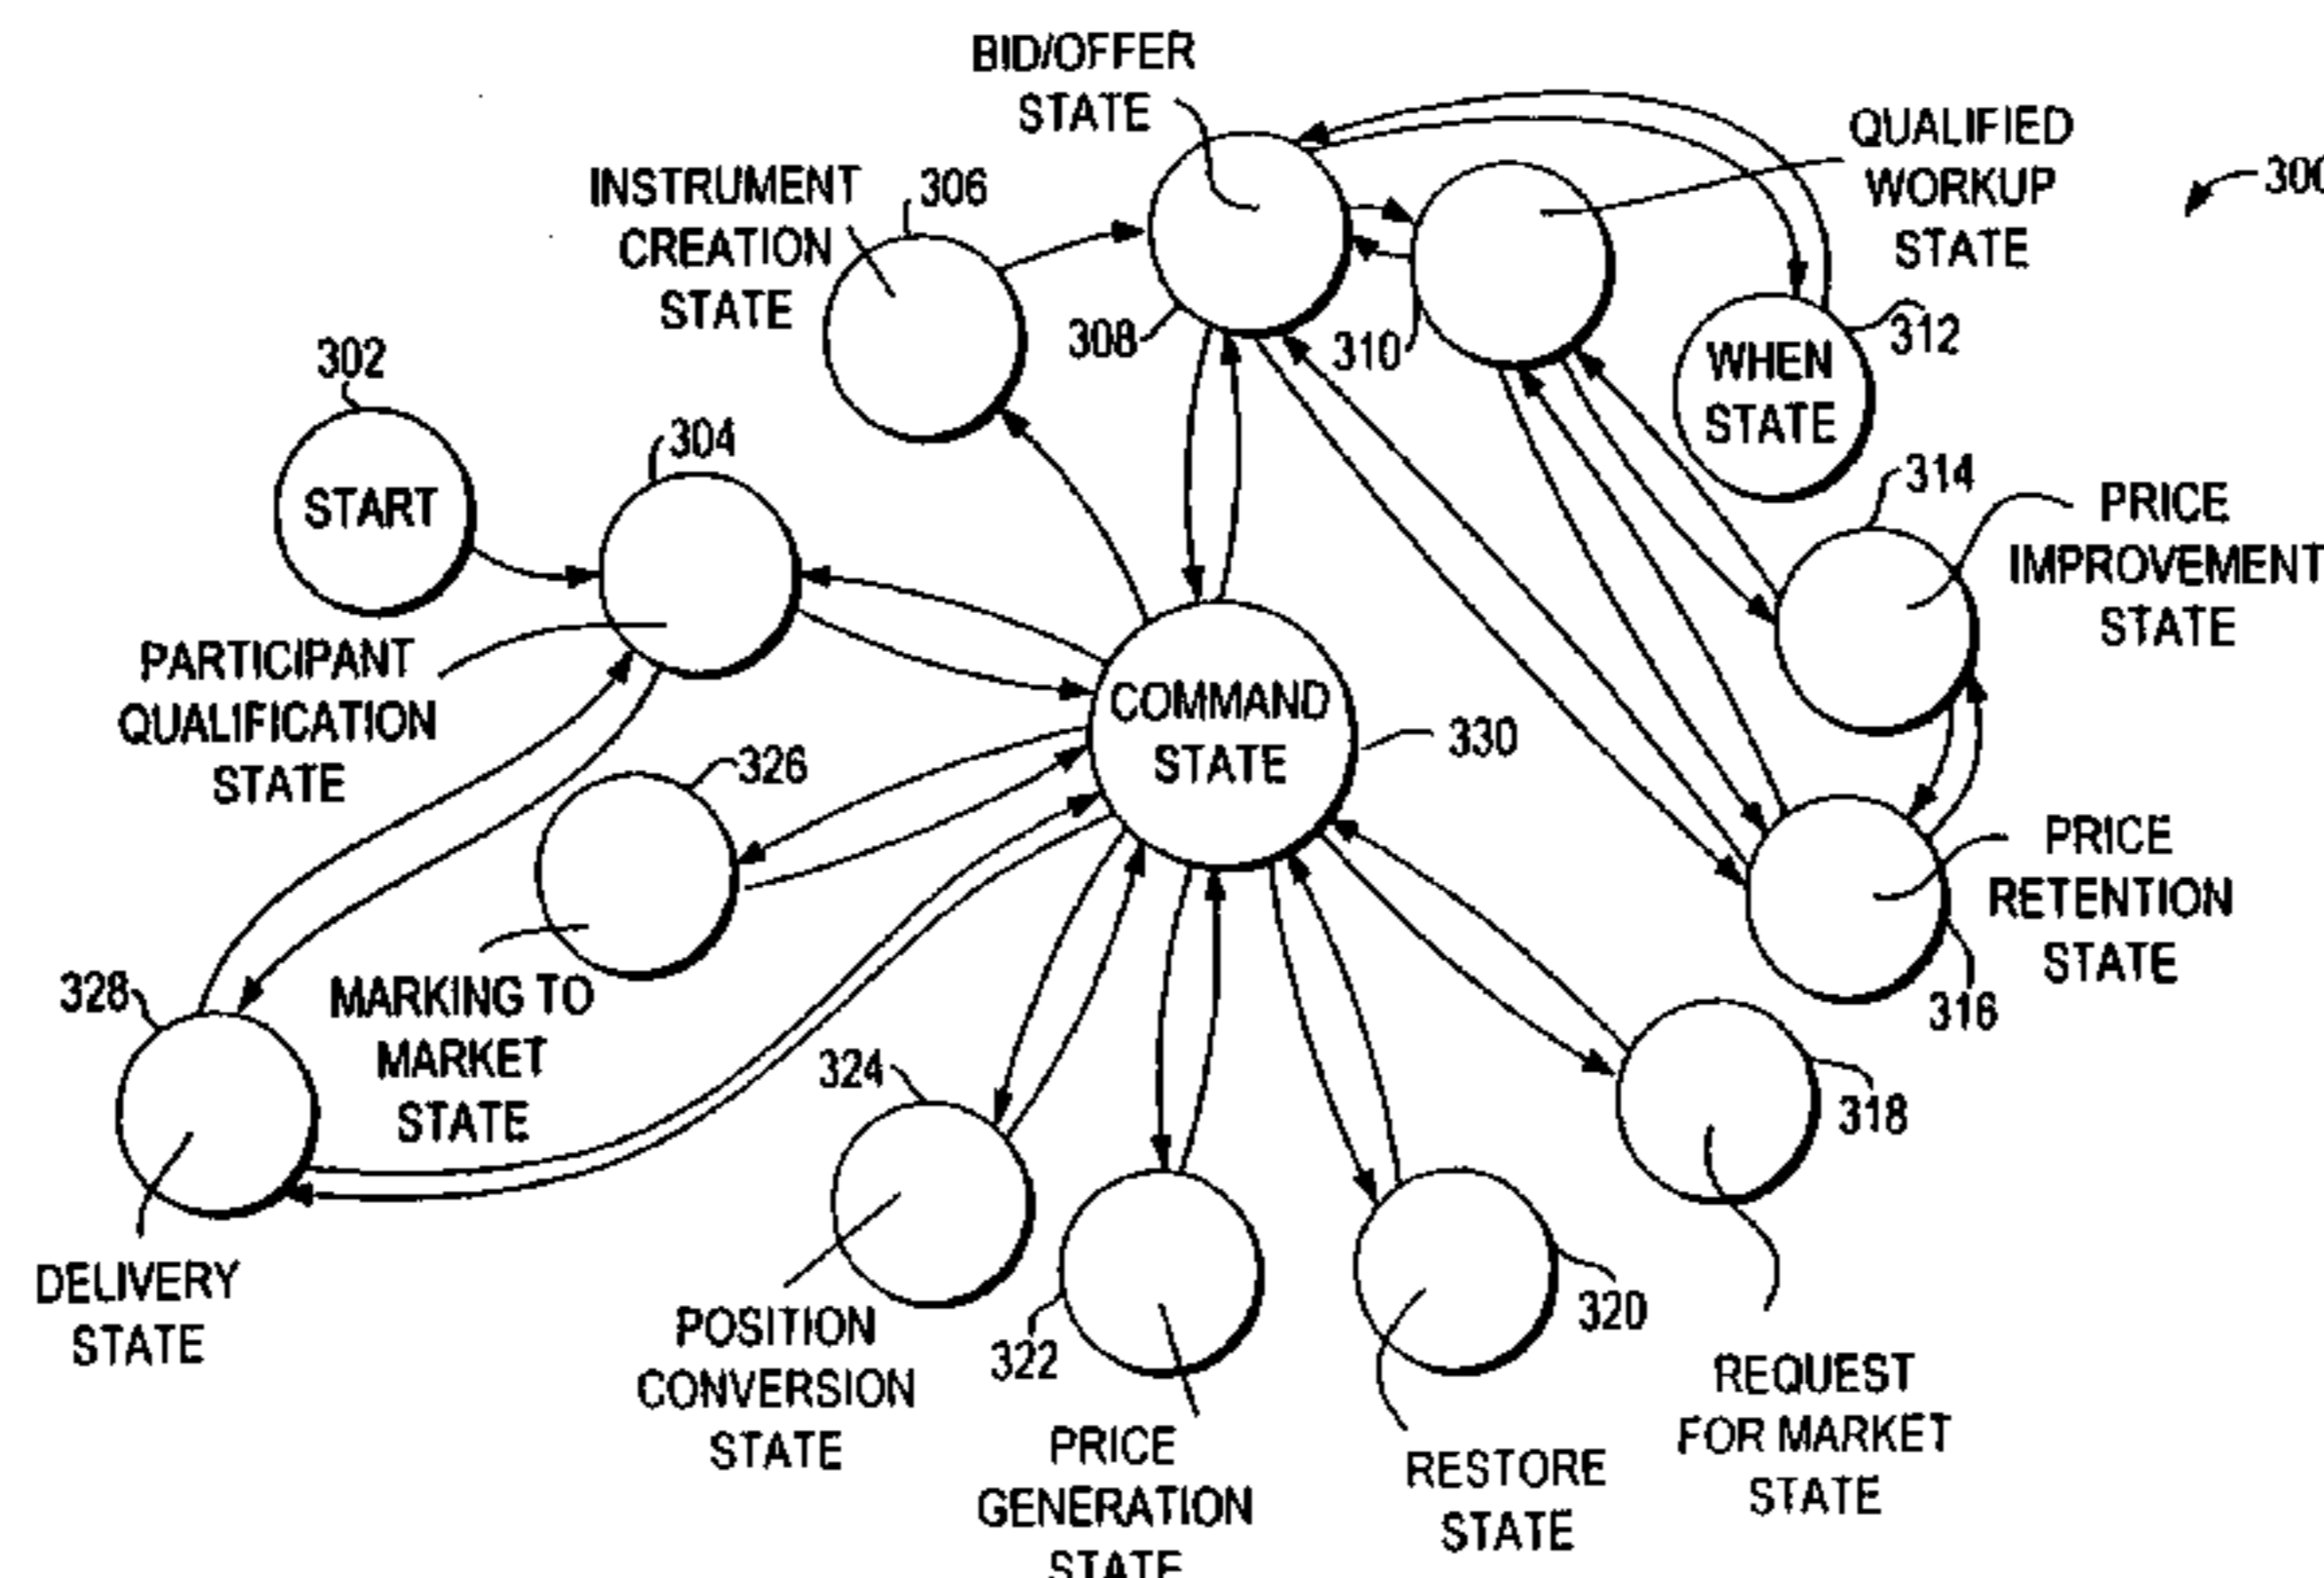 BID/OFFER
STATE
QUALIFIED
WORKUP
STATE
300
INSTRUMENT
CREATION
STATE
306
308
310
312
WHEN
STATE
302
START
304
314
PRICE
IMPROVEMENT
STATE
PARTICIPANT
QUALIFICATION
STATE
COMMAND
STATE
330
326
PRICE
RETENTION
STATE
316
328
MARKING TO
MARKET
STATE
324
318
DELIVERY
STATE
POSITION
CONVERSION
STATE
322
320
PRICE
GENERATION
STATE
RESTORE
STATE
REQUEST
FOR MARKET
STATE